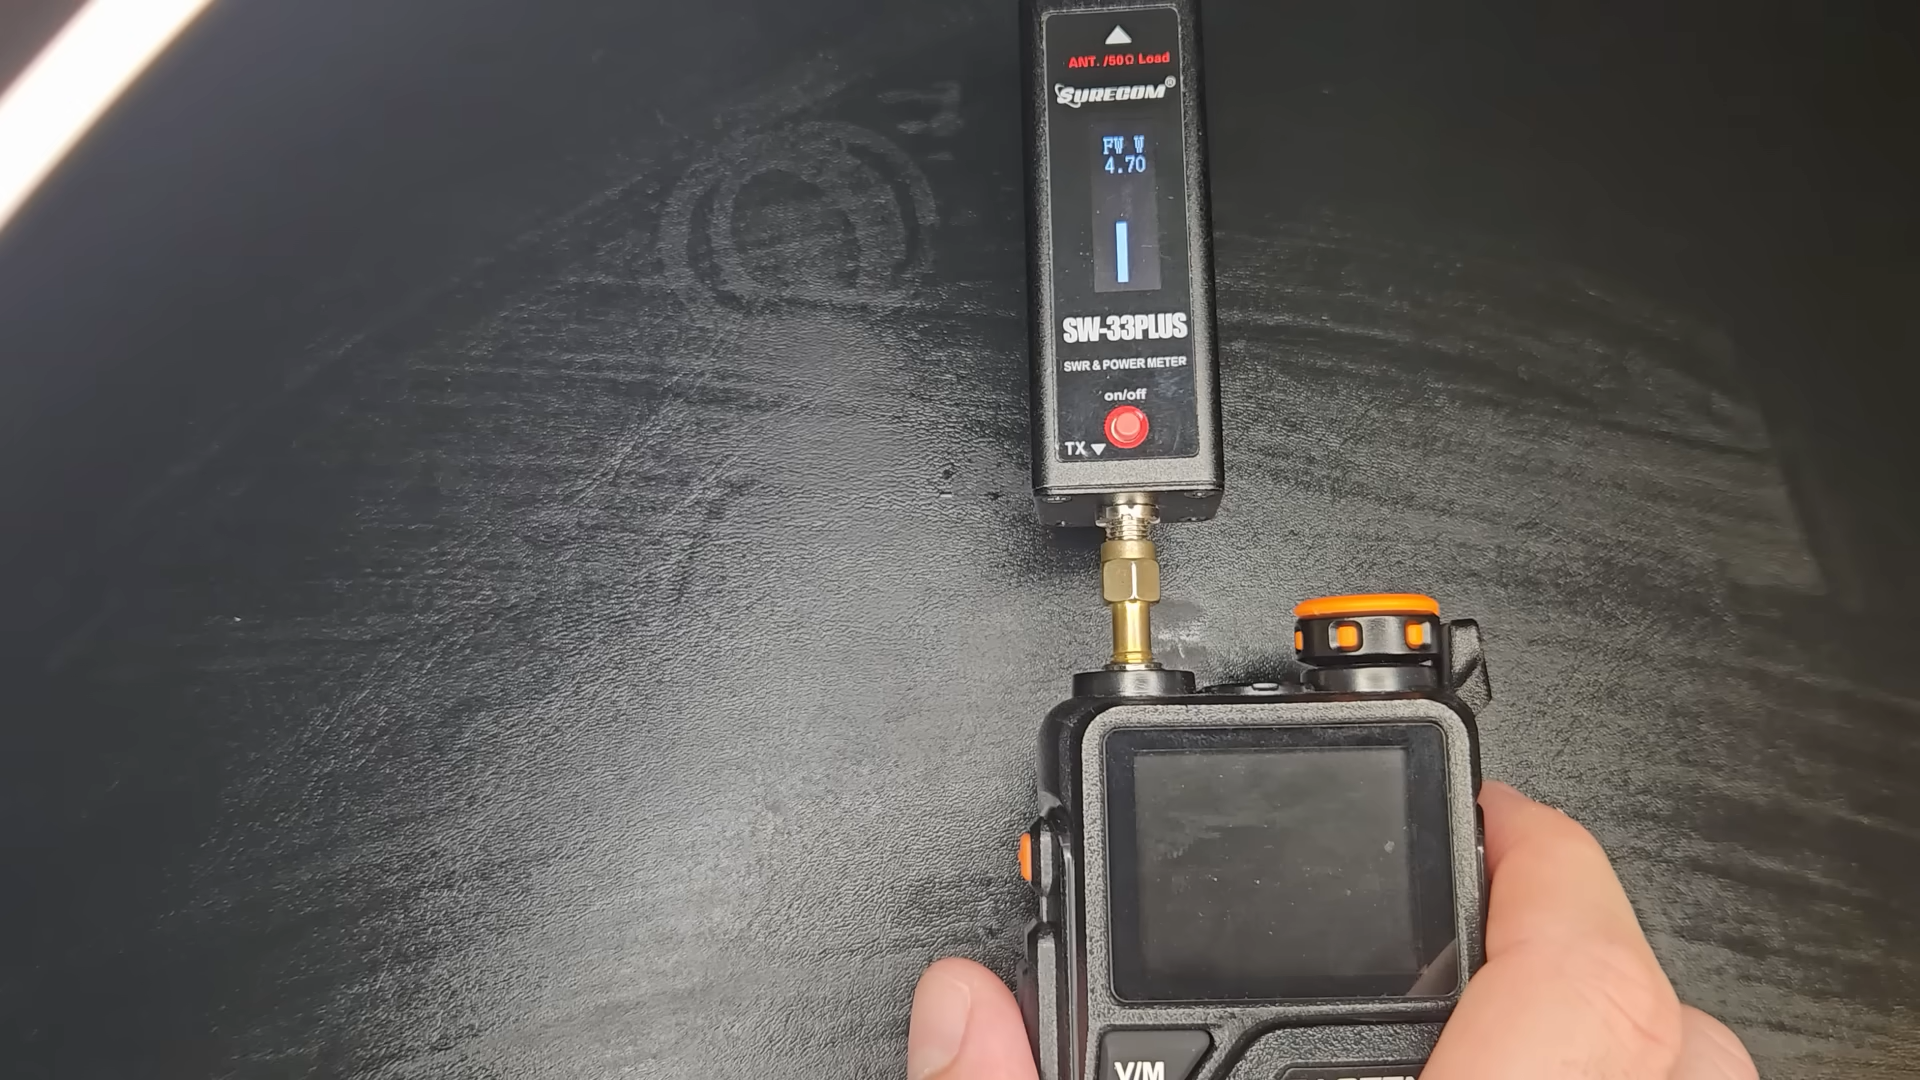 ANT. /50Ω Load
SURECOM®
FW W
4.70
SW-33PLUS
SWR & POWER METER
on/off
TX
V/M